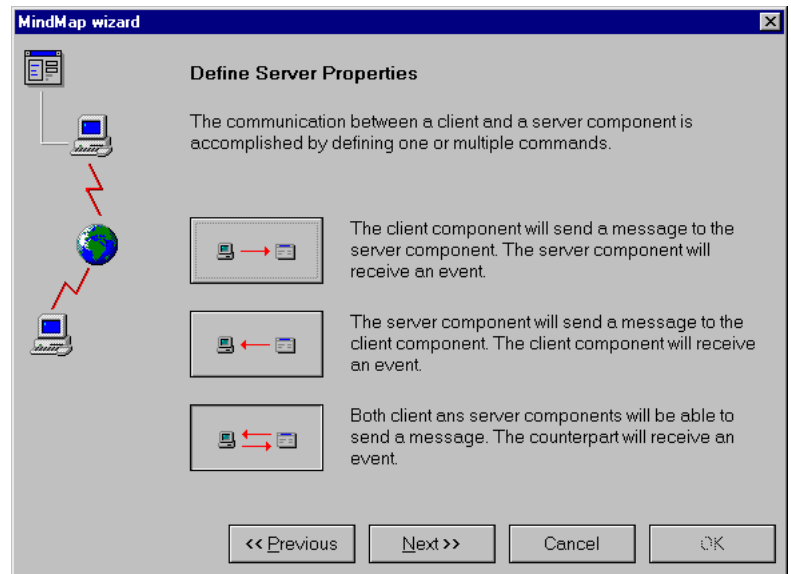 MindMap wizard
Define Server Properties
The communication between a client and a server component is
accomplished by defining one or multiple commands.
The client component will send a message to the
server component. The server component will
receive an event.
The server component will send a message to the
client component. The client component will receive
an event.
Both client ans server components will be able to
send a message. The counterpart will receive an
event.
<< Previous
Next >>
Cancel
OK